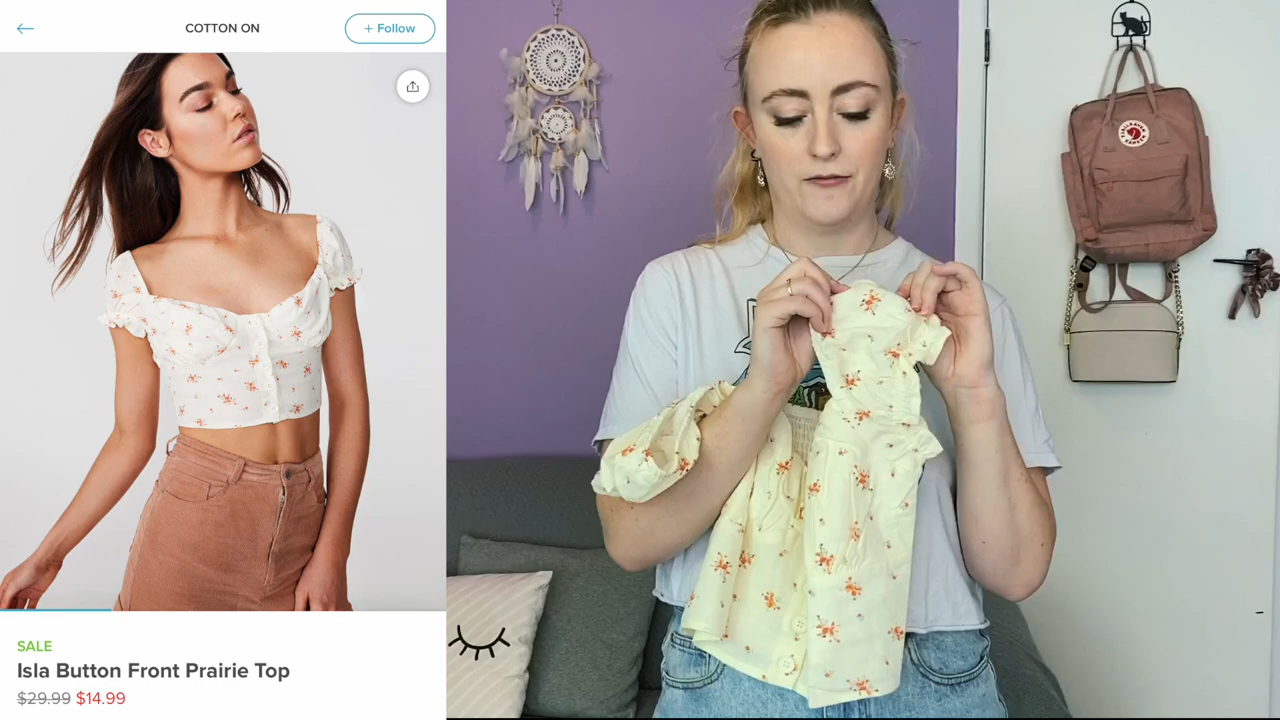 COTTON ON
+ Follow
SALE
Isla Button Front Prairie Top
$29.99 $14.99